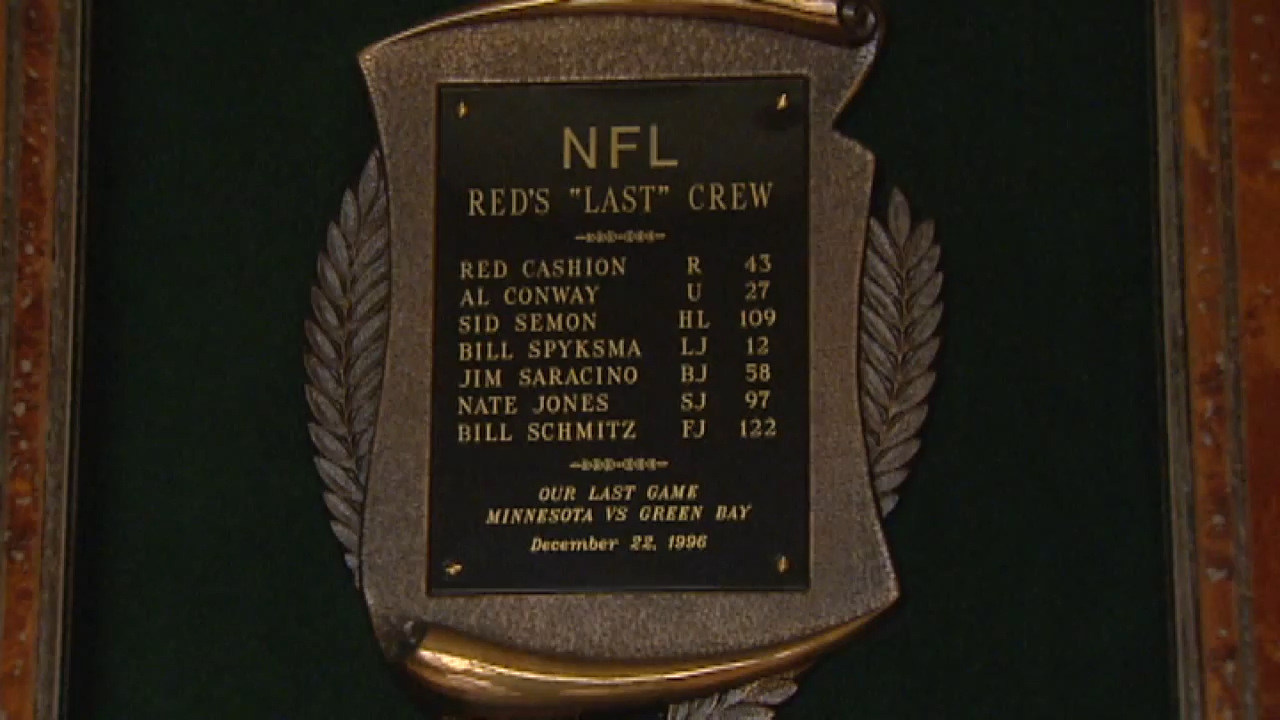 NFL
RED'S "LAST" CREW
RED CASHION R 43
AL CONWAY U 27
SID SEMON HL 109
BILL SPYKSMA LJ 12
JIM SARACINO BJ 58
NATE JONES SJ 97
BILL SCHMITZ FJ 122
OUR LAST GAME
MINNESOTA VS GREEN BAY
December 22, 1996